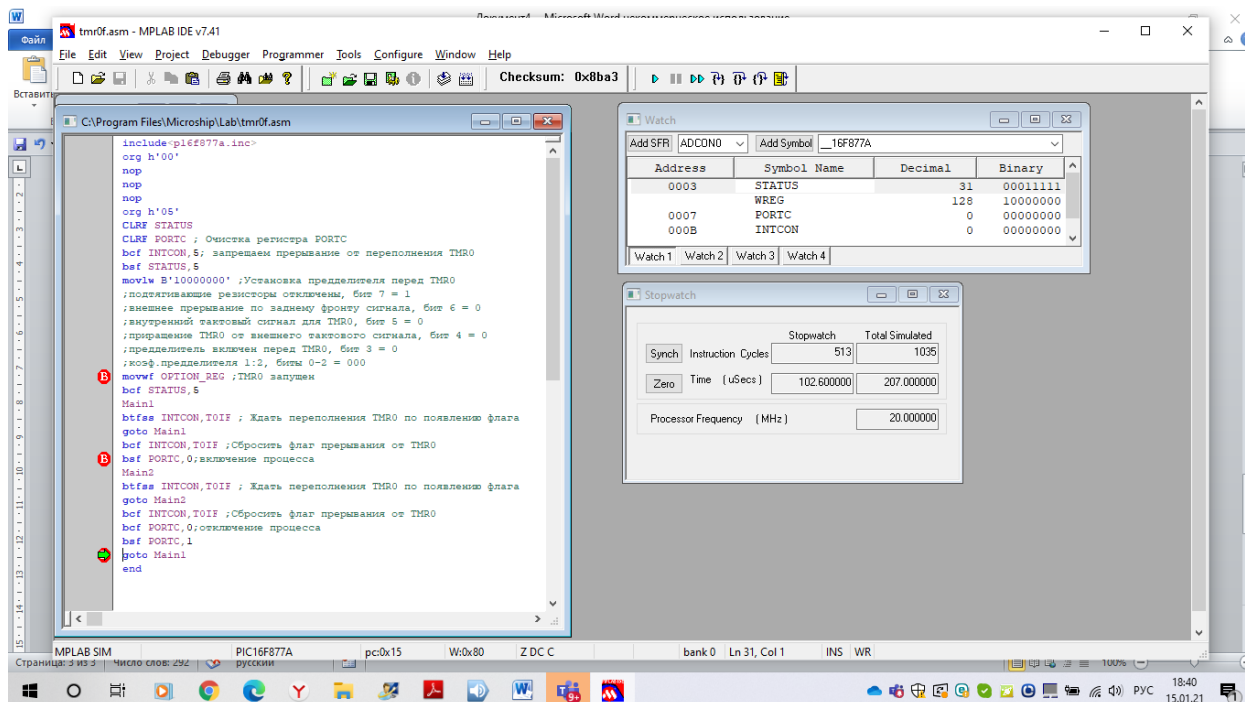 Документ4 - Microsoft Word некоммерческое использование
Файл
Вставить
tmr0f.asm - MPLAB IDE v7.41
File Edit View Project Debugger Programmer Tools Configure Window Help
Checksum: 0x8ba3
C:\Program Files\Microship\Lab\tmr0f.asm
include<p16f877a.inc>
org h'00'
nop
nop
nop
org h'05'
CLRF STATUS
CLRF PORTC ; Очистка регистра PORTC
bcf INTCON,5; запрещаем прерывание от переполнения TMR0
bsf STATUS,5
movlw B'10000000' ;Установка предделителя перед TMR0
;подтягивающие резисторы отключены, бит 7 = 1
;внешнее прерывание по заднему фронту сигнала, бит 6 = 0
;внутренний тактовый сигнал для TMR0, бит 5 = 0
;приращение TMR0 от внешнего тактового сигнала, бит 4 = 0
;предделитель включен перед TMR0, бит 3 = 0
;коэф.предделителя 1:2, биты 0-2 = 000
B movwf OPTION_REG ;TMR0 запущен
bcf STATUS,5
Main1
btfss INTCON,T0IF ; Ждать переполнения TMR0 по появлению флага
goto Main1
bcf INTCON,T0IF ;Сбросить флаг прерывания от TMR0
B bsf PORTC,0;включение процесса
Main2
btfss INTCON,T0IF ; Ждать переполнения TMR0 по появлению флага
goto Main2
bcf INTCON,T0IF ;Сбросить флаг прерывания от TMR0
bcf PORTC,0;отключение процесса
bsf PORTC,1
goto Main1
end
Watch
Add SFR ADCON0 Add Symbol __16F877A
Address Symbol Name Decimal Binary
0003 STATUS 31 00011111
WREG 128 10000000
0007 PORTC 0 00000000
000B INTCON 0 00000000
Watch 1 Watch 2 Watch 3 Watch 4
Stopwatch
Stopwatch Total Simulated
Synch Instruction Cycles 513 1035
Zero Time (uSecs) 102.600000 207.000000
Processor Frequency (MHz) 20.000000
MPLAB SIM PIC16F877A pc:0x15 W:0x80 Z DC C bank 0 Ln 31, Col 1 INS WR
Страница: 3 из 3 Число слов: 292 русский 100%
РУС
18:40
15.01.21